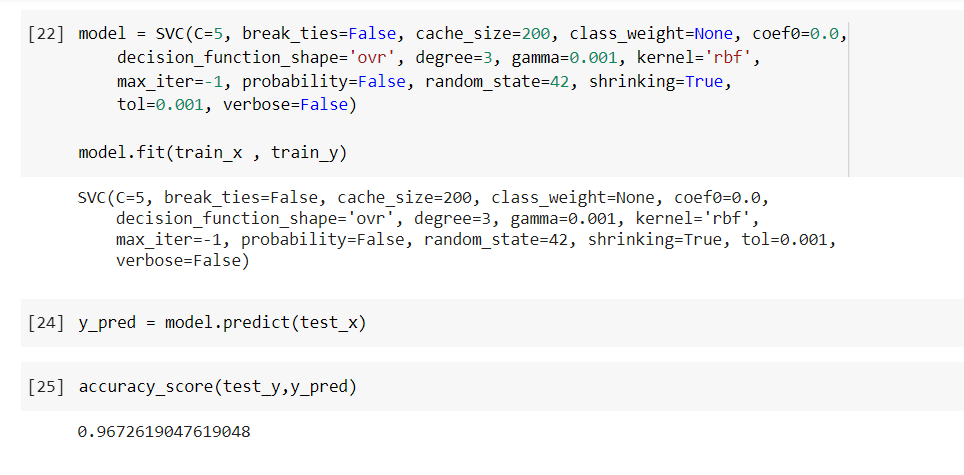 [22] model = SVC(C=5, break_ties=False, cache_size=200, class_weight=None, coef0=0.0,
decision_function_shape='ovr', degree=3, gamma=0.001, kernel='rbf',
max_iter=-1, probability=False, random_state=42, shrinking=True,
tol=0.001, verbose=False)
model.fit(train_x , train_y)
SVC(C=5, break_ties=False, cache_size=200, class_weight=None, coef0=0.0,
decision_function_shape='ovr', degree=3, gamma=0.001, kernel='rbf',
max_iter=-1, probability=False, random_state=42, shrinking=True, tol=0.001,
verbose=False)
[24] y_pred = model.predict(test_x)
[25] accuracy_score(test_y,y_pred)
0.9672619047619048